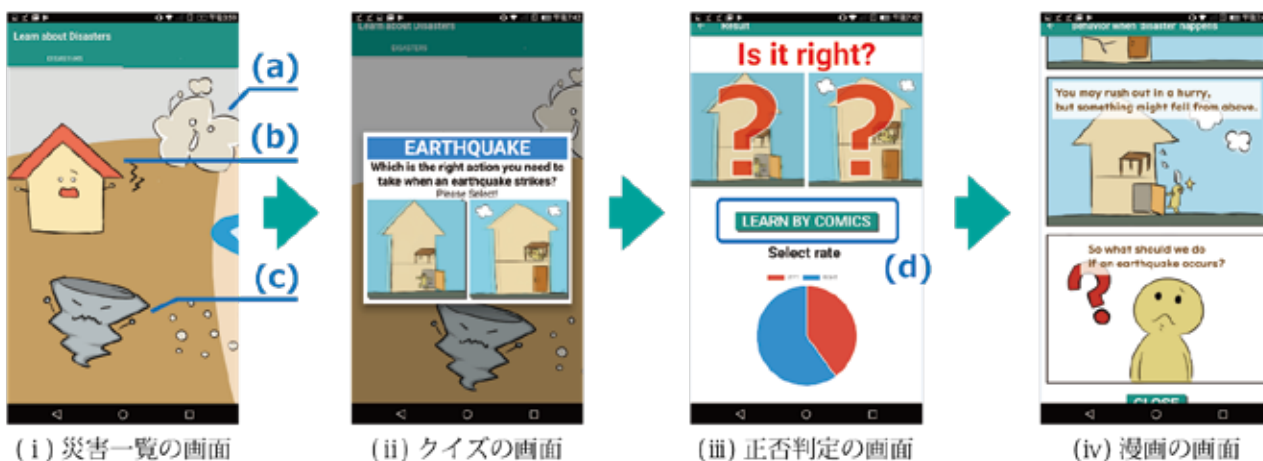 Learn about Disasters
DISASTERS
(a)
(b)
(c)
(i) 災害一覧の画面
Learn about Disasters
DISASTERS
EARTHQUAKE
Which is the right action you need to
take when an earthquake strikes?
Please Select!
(ii) クイズの画面
Result
Is it right?
? ?
LEARN BY COMICS
(d)
Select rate
LEFT RIGHT
(iii) 正否判定の画面
Behavior when disaster happens
You may rush out in a hurry,
but something might fell from above.
So what should we do
if an earthquake occurs?
?
CLOSE
(iv) 漫画の画面